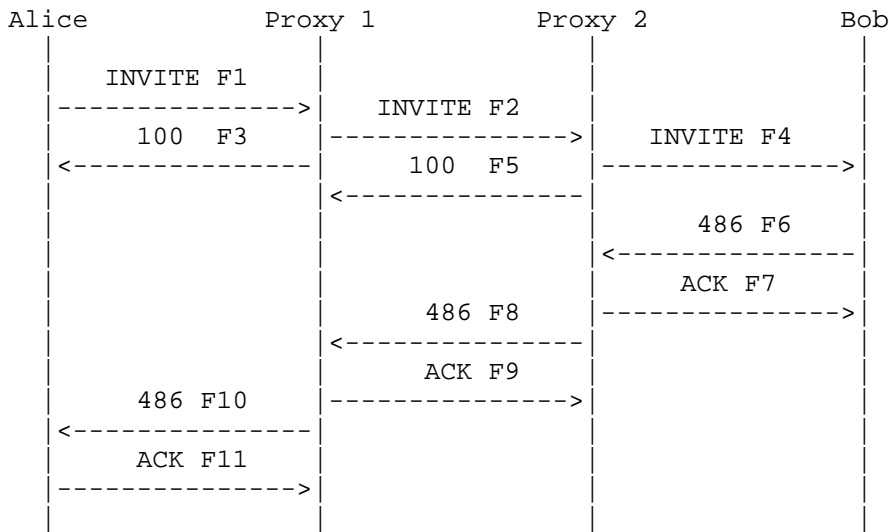 Alice Proxy 1 Proxy 2 Bob
INVITE F1
INVITE F2
100 F3
INVITE F4
100 F5
486 F6
ACK F7
486 F8
ACK F9
486 F10
ACK F11